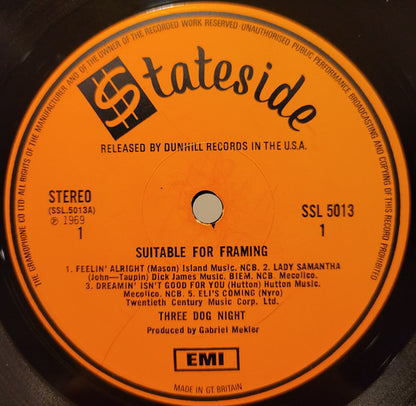 THE GRAMOPHONE CO LTD. ALL RIGHTS OF THE MANUFACTURER AND OF THE OWNER OF THE RECORDED WORK RESERVED·UNAUTHORISED PUBLIC PERFORMANCE BROADCASTING AND COPYING OF THIS RECORD PROHIBITED
$tateside
RELEASED BY DUNHILL RECORDS IN THE U.S.A.
STEREO
(SSL.5013A)
℗ 1969
1
SSL 5013
1
SUITABLE FOR FRAMING
1. FEELIN' ALRIGHT (Mason) Island Music. NCB. 2. LADY SAMANTHA
(John—Taupin) Dick James Music. BIEM. NCB. Mecolico.
3. DREAMIN' ISN'T GOOD FOR YOU (Hutton) Hutton Music.
Mecolico. NCB. 5. ELI'S COMING (Nyro)
Twentieth Century Music Corp. Ltd.
THREE DOG NIGHT
Produced by Gabriel Mekler
EMI
MADE IN GT. BRITAIN